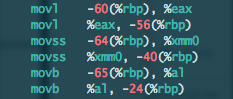 movl -60(%rbp), %eax
movl %eax, -56(%rbp)
movss -64(%rbp), %xmm0
movss %xmm0, -40(%rbp)
movb -65(%rbp), %al
movb %al, -24(%rbp)